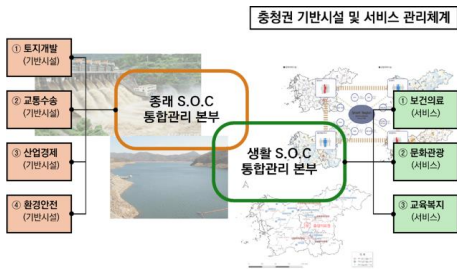 충청권 기반시설 및 서비스 관리체계
① 토지개발
(기반시설)
② 교통수송
(기반시설)
③ 산업경제
(기반시설)
④ 환경안전
(기반시설)
종래 S.O.C
통합관리 본부
생활 S.O.C
통합관리 본부
① 보건의료
(서비스)
② 문화관광
(서비스)
③ 교육복지
(서비스)